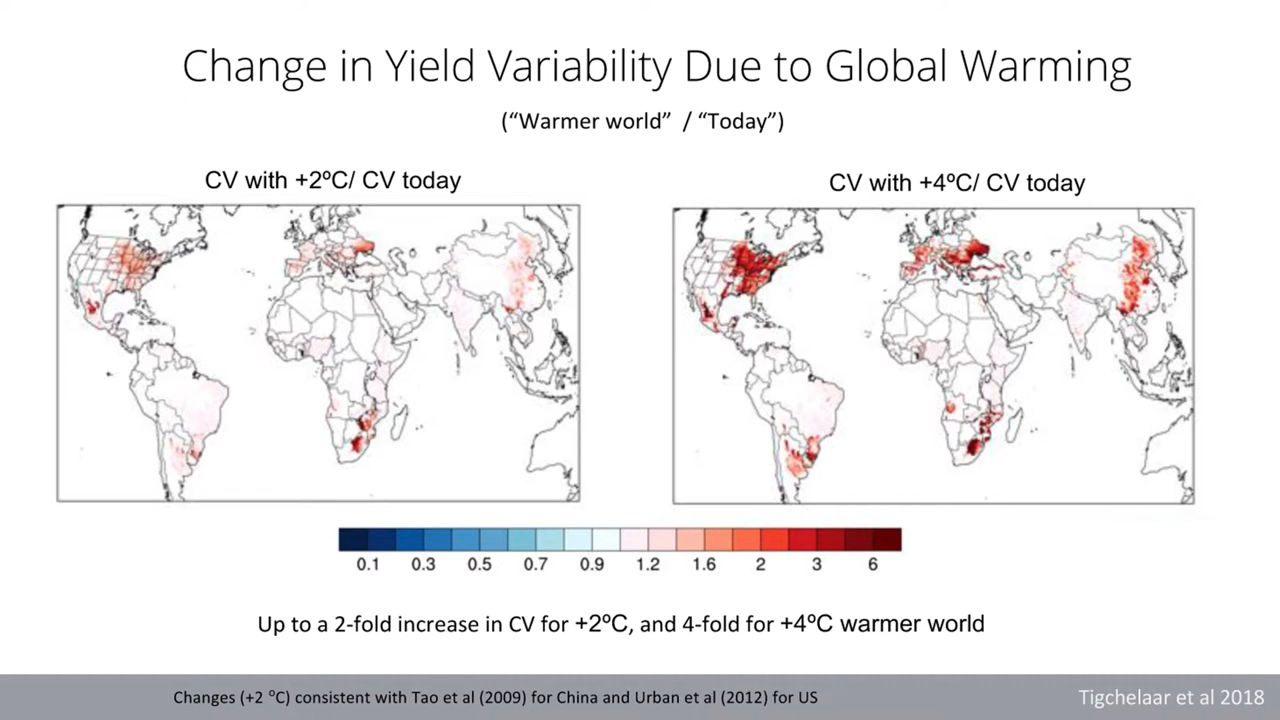 Change in Yield Variability Due to Global Warming
(“Warmer world” / “Today”)
CV with +2ºC/ CV today
CV with +4ºC/ CV today
0.1 0.3 0.5 0.7 0.9 1.2 1.6 2 3 6
Up to a 2-fold increase in CV for +2ºC, and 4-fold for +4ºC warmer world
Changes (+2 °C) consistent with Tao et al (2009) for China and Urban et al (2012) for US
Tigchelaar et al 2018